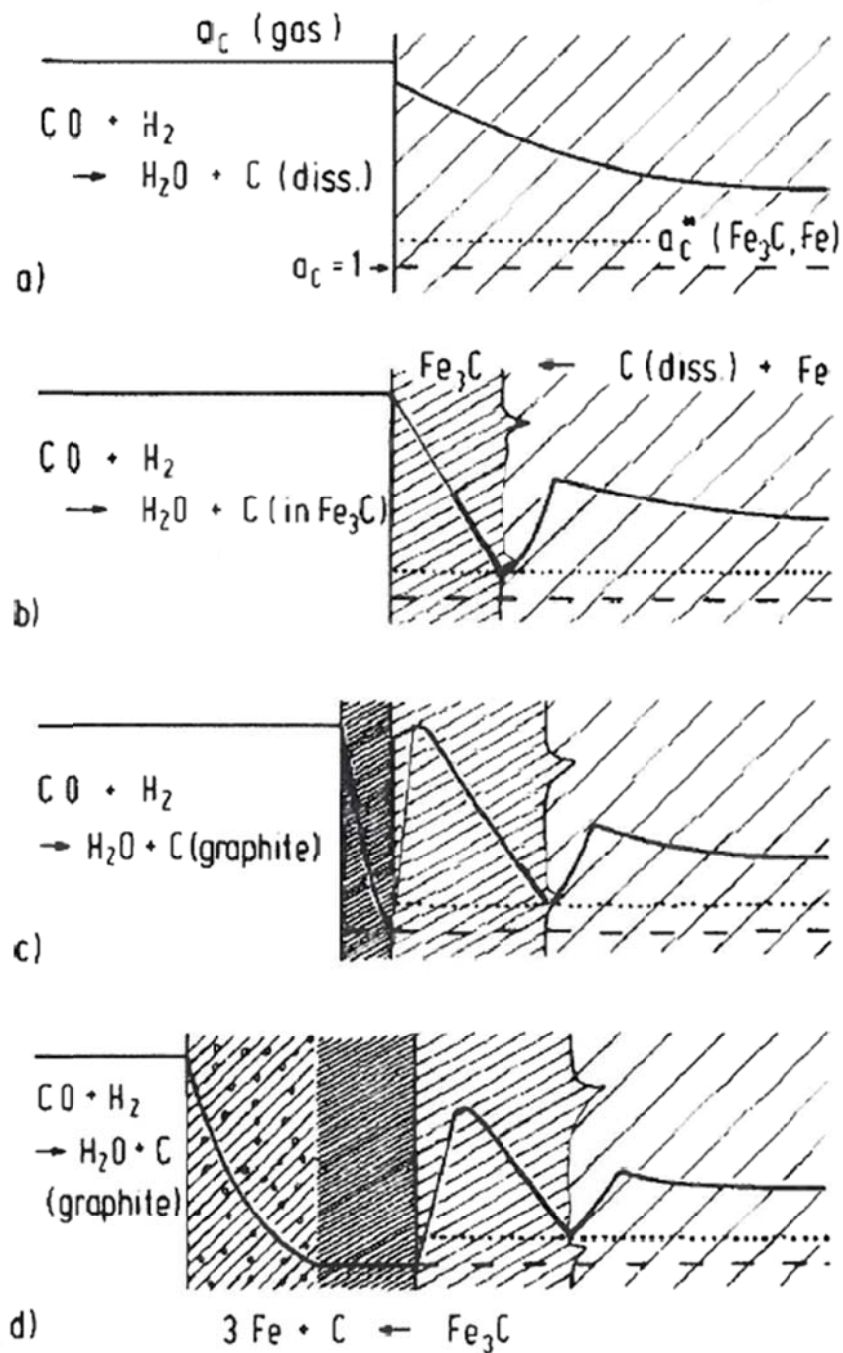 a_C (gas)
CO + H₂
→ H₂O + C (diss.)
a_C* (Fe₃C, Fe)
a_C = 1 →
a)
Fe₃C ← C (diss.) + Fe
CO + H₂
→ H₂O + C (in Fe₃C)
b)
CO + H₂
→ H₂O + C (graphite)
c)
CO + H₂
→ H₂O + C
(graphite)
d)
3 Fe + C ← Fe₃C